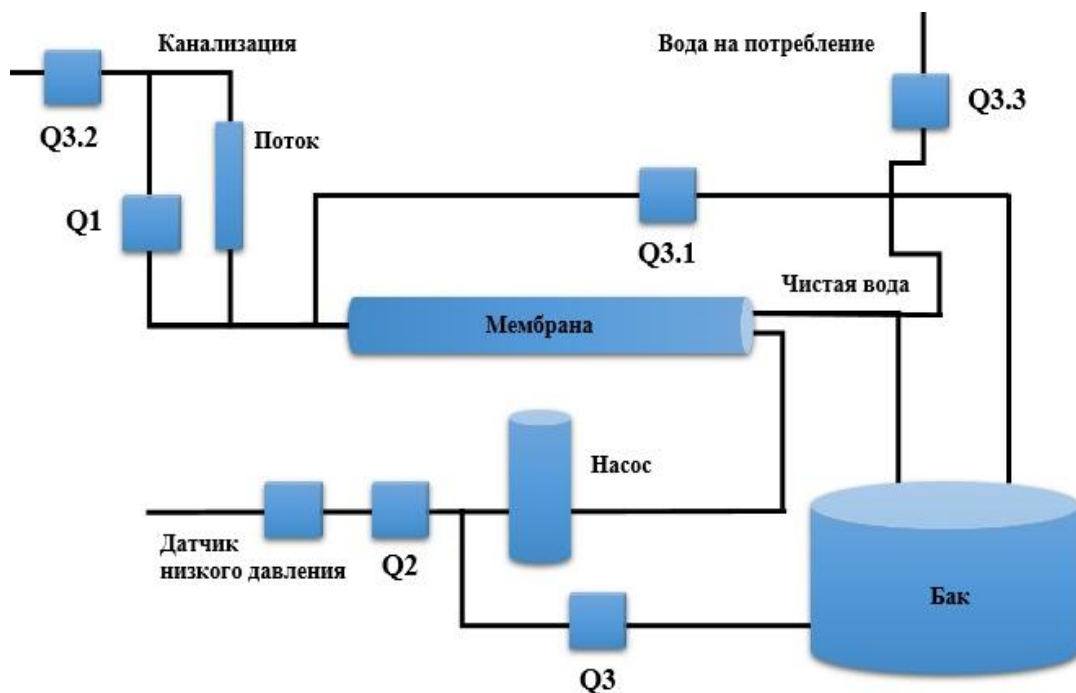 Канализация
Вода на потребление
Q3.2
Q3.3
Поток
Q1
Q3.1
Чистая вода
Мембрана
Насос
Датчик
низкого давления
Q2
Бак
Q3